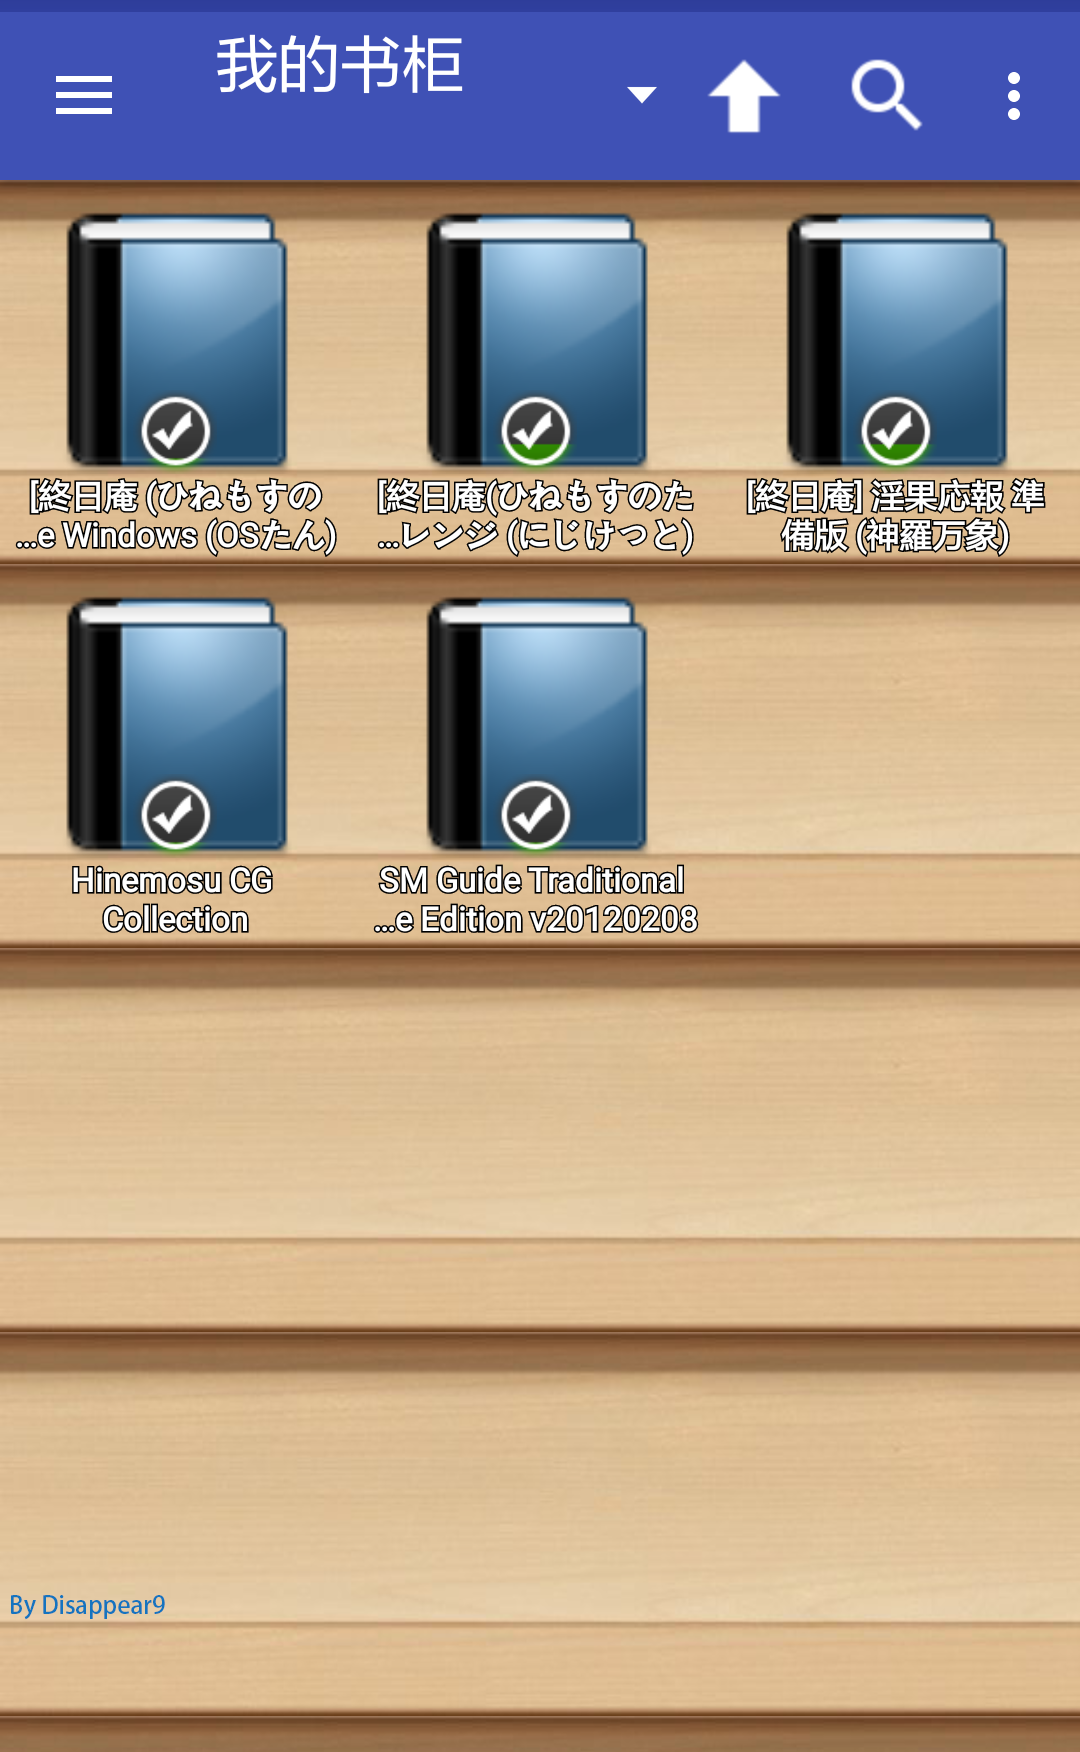 我的书柜
[終日庵 (ひねもすの
...e Windows (OSたん)
[終日庵(ひねもすのた
...レンジ (にじけっと)
[終日庵] 淫果応報 準
備版 (神羅万象)
Hinemosu CG
Collection
SM Guide Traditional
...e Edition v20120208
By Disappear9